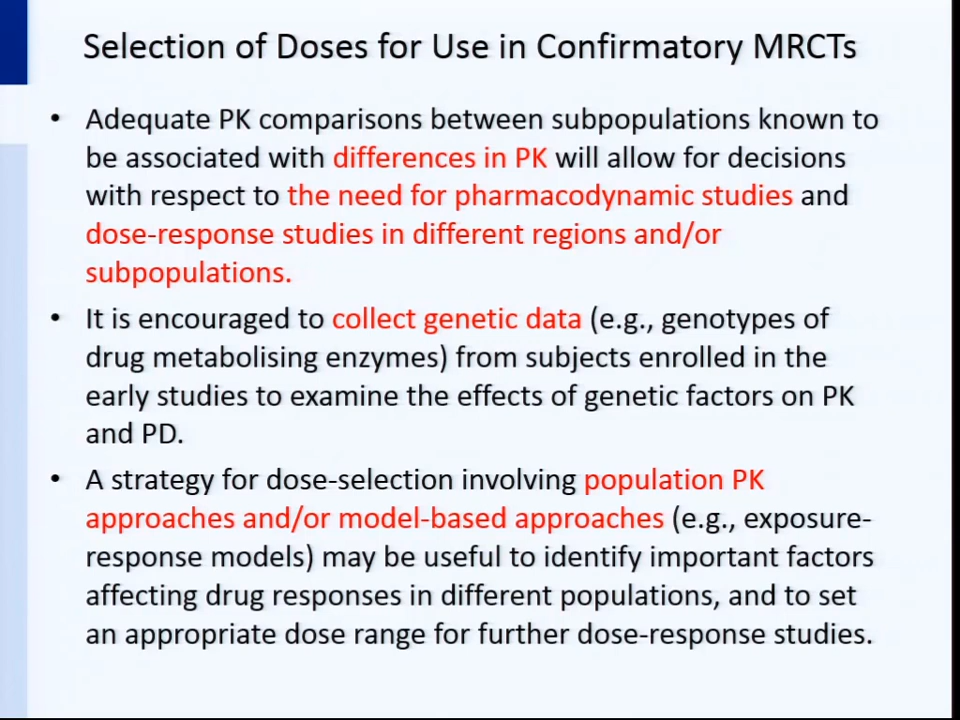 Selection of Doses for Use in Confirmatory MRCTs
• Adequate PK comparisons between subpopulations known to
be associated with differences in PK will allow for decisions
with respect to the need for pharmacodynamic studies and
dose-response studies in different regions and/or
subpopulations.
• It is encouraged to collect genetic data (e.g., genotypes of
drug metabolising enzymes) from subjects enrolled in the
early studies to examine the effects of genetic factors on PK
and PD.
• A strategy for dose-selection involving population PK
approaches and/or model-based approaches (e.g., exposure-
response models) may be useful to identify important factors
affecting drug responses in different populations, and to set
an appropriate dose range for further dose-response studies.